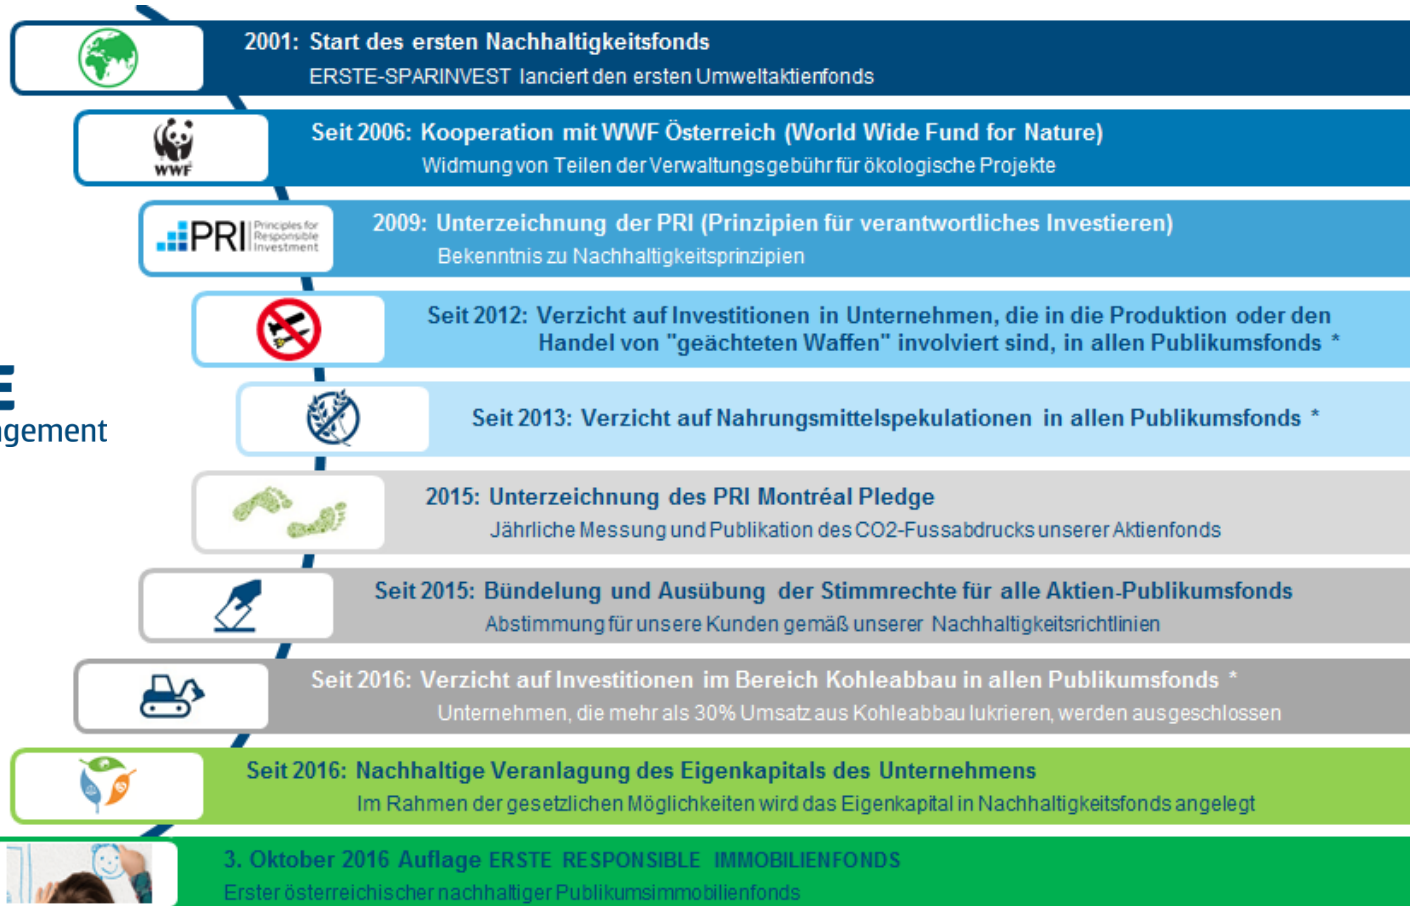 2001: Start des ersten Nachhaltigkeitsfonds
ERSTE-SPARINVEST lanciert den ersten Umweltaktienfonds
WWF
Seit 2006: Kooperation mit WWF Österreich (World Wide Fund for Nature)
Widmung von Teilen der Verwaltungsgebühr für ökologische Projekte
PRI Principles for
Responsible
Investment
2009: Unterzeichnung der PRI (Prinzipien für verantwortliches Investieren)
Bekenntnis zu Nachhaltigkeitsprinzipien
Seit 2012: Verzicht auf Investitionen in Unternehmen, die in die Produktion oder den
Handel von "geächteten Waffen" involviert sind, in allen Publikumsfonds *
E
gement
Seit 2013: Verzicht auf Nahrungsmittelspekulationen in allen Publikumsfonds *
2015: Unterzeichnung des PRI Montréal Pledge
Jährliche Messung und Publikation des CO2-Fussabdrucks unserer Aktienfonds
Seit 2015: Bündelung und Ausübung der Stimmrechte für alle Aktien-Publikumsfonds
Abstimmung für unsere Kunden gemäß unserer Nachhaltigkeitsrichtlinien
Seit 2016: Verzicht auf Investitionen im Bereich Kohleabbau in allen Publikumsfonds *
Unternehmen, die mehr als 30% Umsatz aus Kohleabbau lukrieren, werden ausgeschlossen
Seit 2016: Nachhaltige Veranlagung des Eigenkapitals des Unternehmens
Im Rahmen der gesetzlichen Möglichkeiten wird das Eigenkapital in Nachhaltigkeitsfonds angelegt
3. Oktober 2016 Auflage ERSTE RESPONSIBLE IMMOBILIENFONDS
Erster österreichischer nachhaltiger Publikumsimmobilienfonds